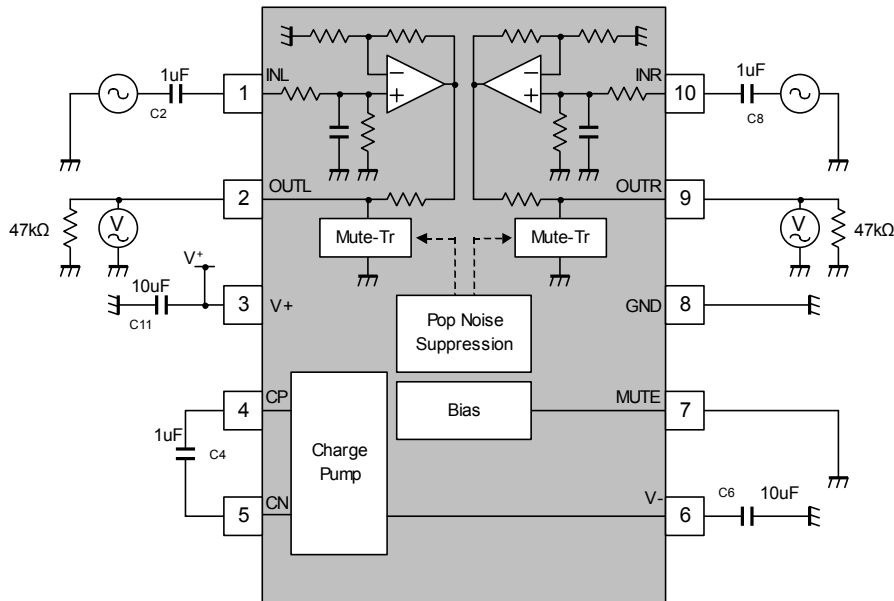 1uF
C2
1
INL
−
+
−
+
INR
10
1uF
C8
2
OUTL
OUTR
9
47kΩ
V
V
47kΩ
Mute-Tr
Mute-Tr
V+
10uF
C11
3
V+
GND
8
Pop Noise
Suppression
4
CP
Bias
MUTE
7
1uF
C4
Charge
Pump
5
CN
V-
6
C6
10uF